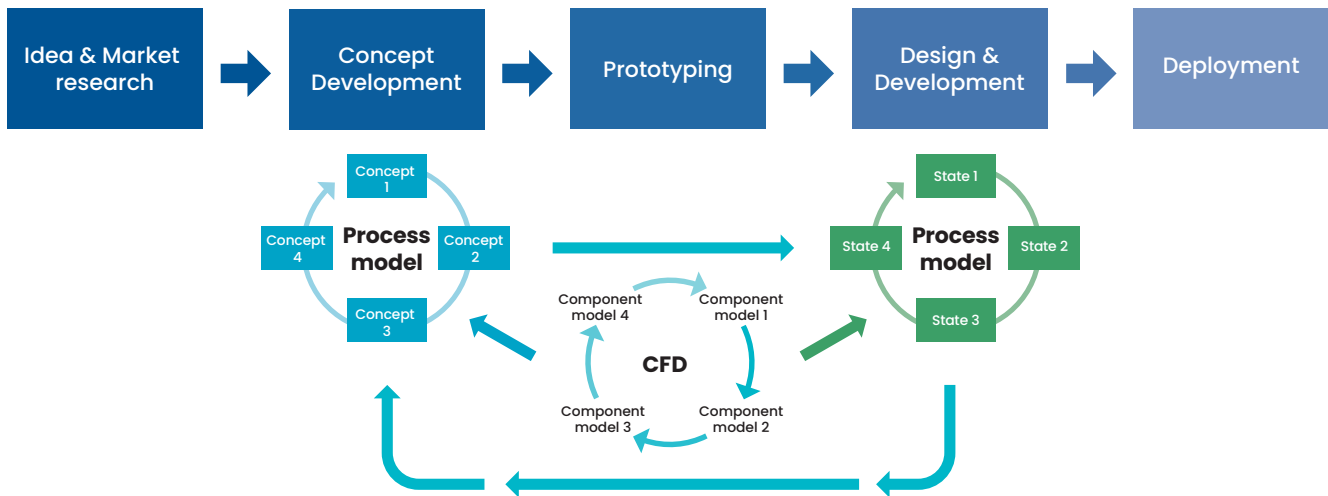 Idea & Market
research
Concept
Development
Prototyping
Design &
Development
Deployment
Concept
1
Concept
4
Process
model
Concept
2
Concept
3
State 1
State 4
Process
model
State 2
State 3
Component
model 4
Component
model 1
CFD
Component
model 3
Component
model 2